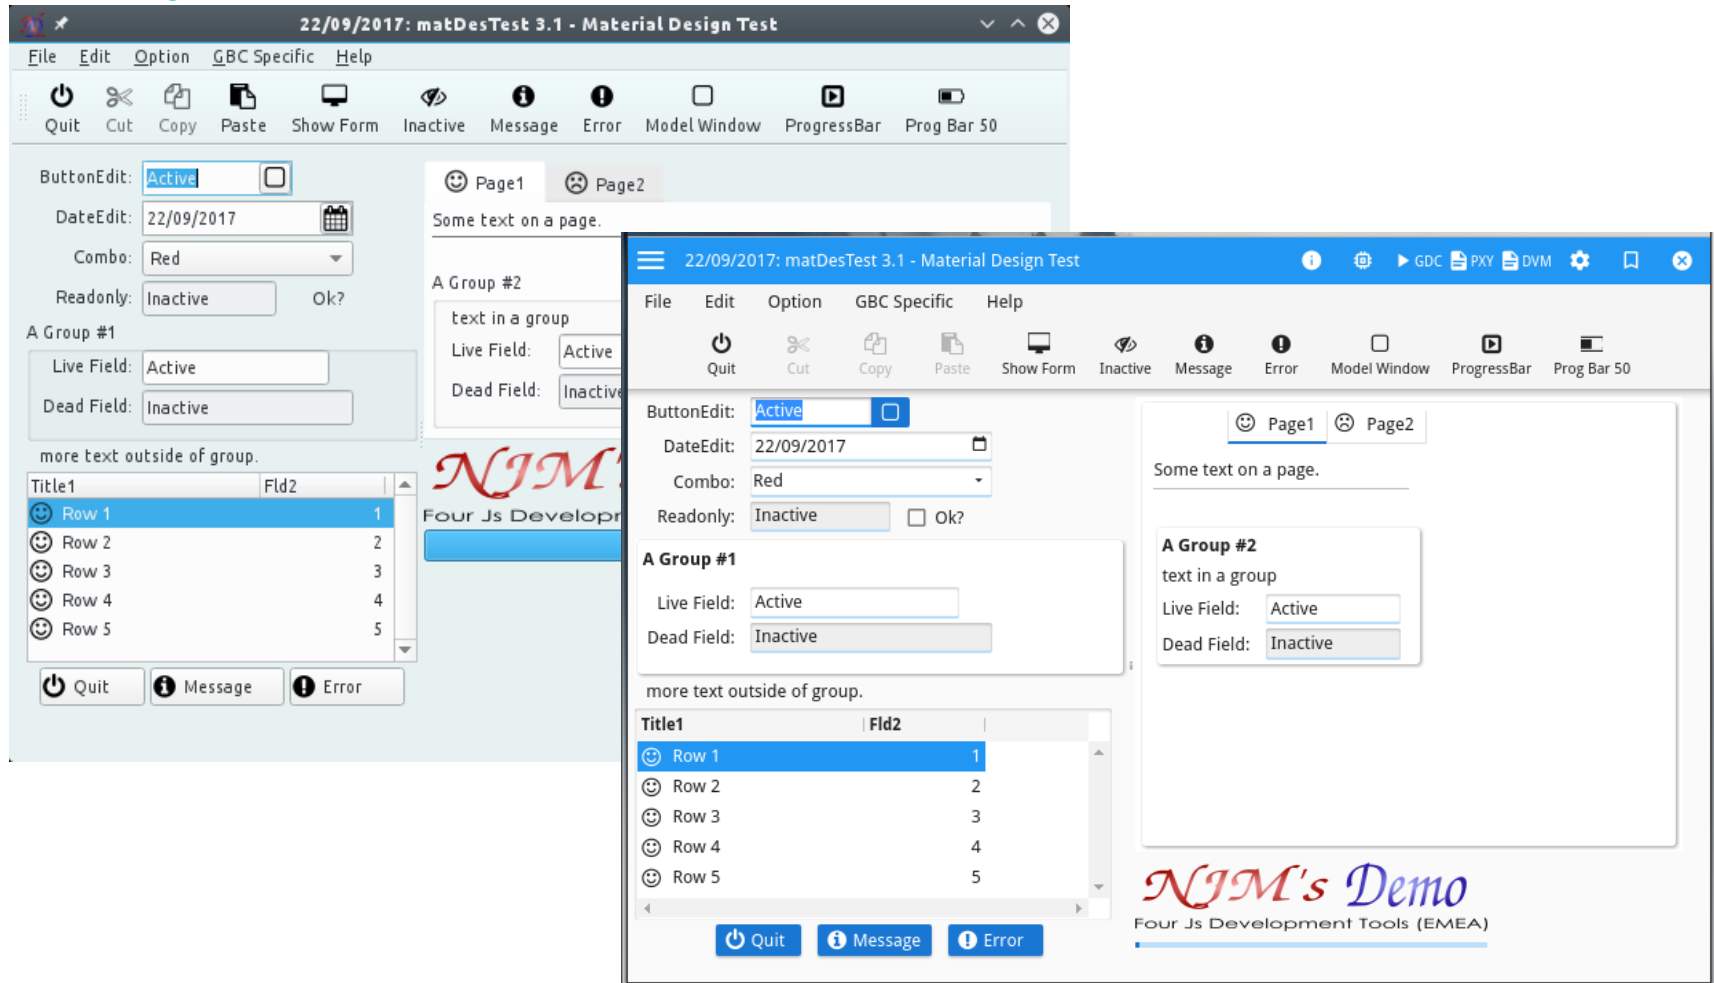 22/09/2017: matDesTest 3.1 - Material Design Test
File Edit Option GBC Specific Help
Quit Cut Copy Paste Show Form Inactive Message Error Model Window ProgressBar Prog Bar 50
ButtonEdit: Active
DateEdit: 22/09/2017
Combo: Red
Readonly: Inactive Ok?
A Group #1
Live Field: Active
Dead Field: Inactive
more text outside of group.
Title1 Fld2
Row 1 1
Row 2 2
Row 3 3
Row 4 4
Row 5 5
Quit Message Error
Page1 Page2
Some text on a page.
A Group #2
text in a group
Live Field: Active
Dead Field: Inactive
NJM's
Four Js
22/09/2017: matDesTest 3.1 - Material Design Test GDC PXY DVM
File Edit Option GBC Specific Help
Quit Cut Copy Paste Show Form Inactive Message Error Model Window ProgressBar Prog Bar 50
ButtonEdit: Active
DateEdit: 22/09/2017
Combo: Red
Readonly: Inactive Ok?
A Group #1
Live Field: Active
Dead Field: Inactive
more text outside of group.
Title1 Fld2
Row 1 1
Row 2 2
Row 3 3
Row 4 4
Row 5 5
Quit Message Error
Page1 Page2
Some text on a page.
A Group #2
text in a group
Live Field: Active
Dead Field: Inactive
NJM's Demo
Four Js Development Tools (EMEA)